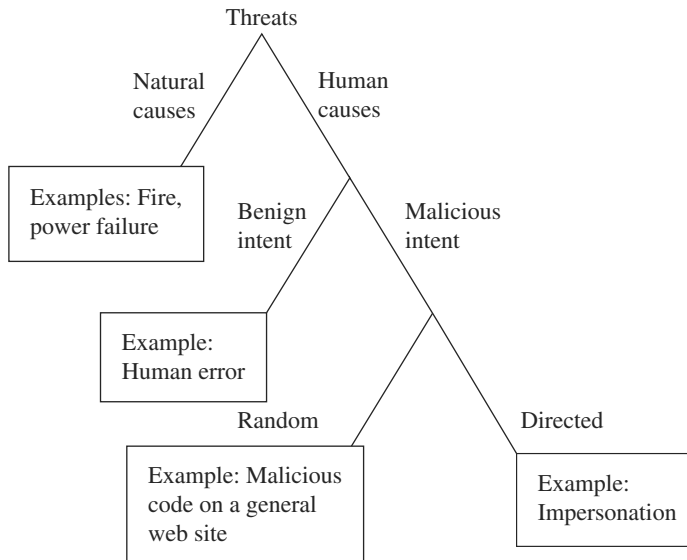 Threats
Natural
causes
Human
causes
Examples: Fire,
power failure
Benign
intent
Malicious
intent
Example:
Human error
Random
Directed
Example: Malicious
code on a general
web site
Example:
Impersonation